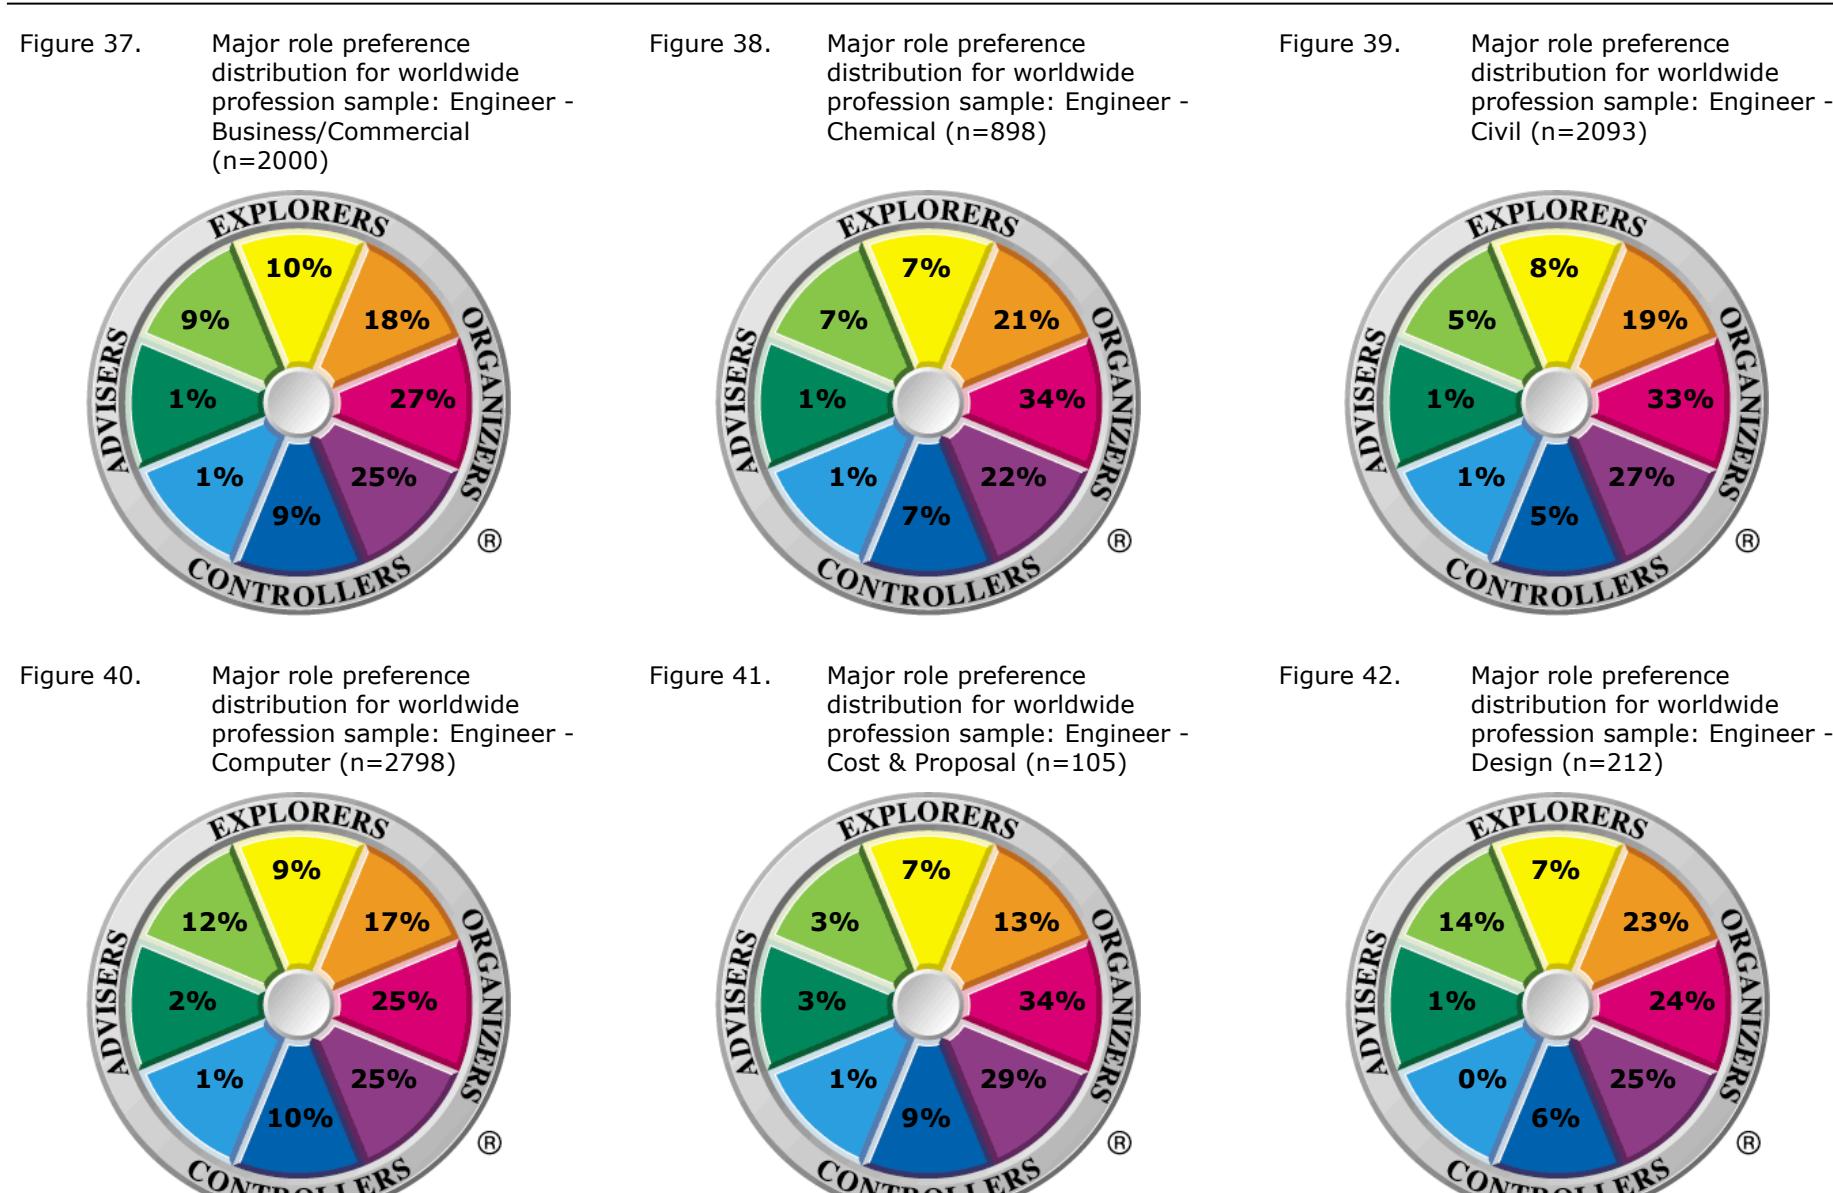 Figure 37.
Major role preference
distribution for worldwide
profession sample: Engineer -
Business/Commercial
(n=2000)
EXPLORERS
10%
9%
18%
ADVISERS
1%
27%
ORGANIZERS
1%
25%
9%
CONTROLLERS
®
Figure 38.
Major role preference
distribution for worldwide
profession sample: Engineer -
Chemical (n=898)
EXPLORERS
7%
7%
21%
ADVISERS
1%
34%
ORGANIZERS
1%
22%
7%
CONTROLLERS
®
Figure 39.
Major role preference
distribution for worldwide
profession sample: Engineer -
Civil (n=2093)
EXPLORERS
8%
5%
19%
ADVISERS
1%
33%
ORGANIZERS
1%
27%
5%
CONTROLLERS
®
Figure 40.
Major role preference
distribution for worldwide
profession sample: Engineer -
Computer (n=2798)
EXPLORERS
9%
12%
17%
ADVISERS
2%
25%
ORGANIZERS
1%
25%
10%
CONTROLLERS
®
Figure 41.
Major role preference
distribution for worldwide
profession sample: Engineer -
Cost & Proposal (n=105)
EXPLORERS
7%
3%
13%
ADVISERS
3%
34%
ORGANIZERS
1%
29%
9%
CONTROLLERS
®
Figure 42.
Major role preference
distribution for worldwide
profession sample: Engineer -
Design (n=212)
EXPLORERS
7%
14%
23%
ADVISERS
1%
24%
ORGANIZERS
0%
25%
6%
CONTROLLERS
®